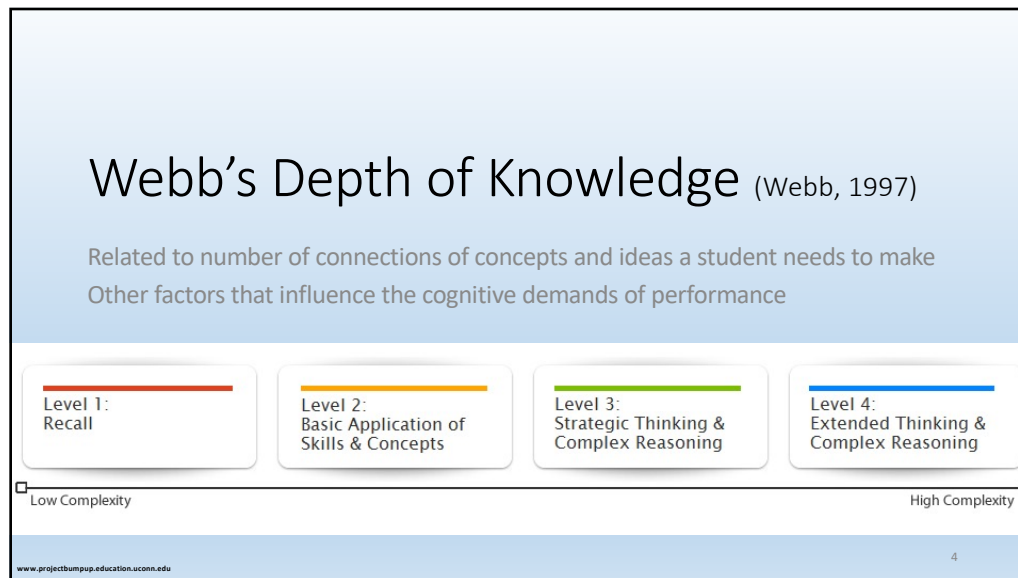 Webb’s Depth of Knowledge (Webb, 1997)
Related to number of connections of concepts and ideas a student needs to make
Other factors that influence the cognitive demands of performance
Level 1:
Recall
Level 2:
Basic Application of
Skills & Concepts
Level 3:
Strategic Thinking &
Complex Reasoning
Level 4:
Extended Thinking &
Complex Reasoning
Low Complexity
High Complexity
www.projectbumpup.education.uconn.edu
4